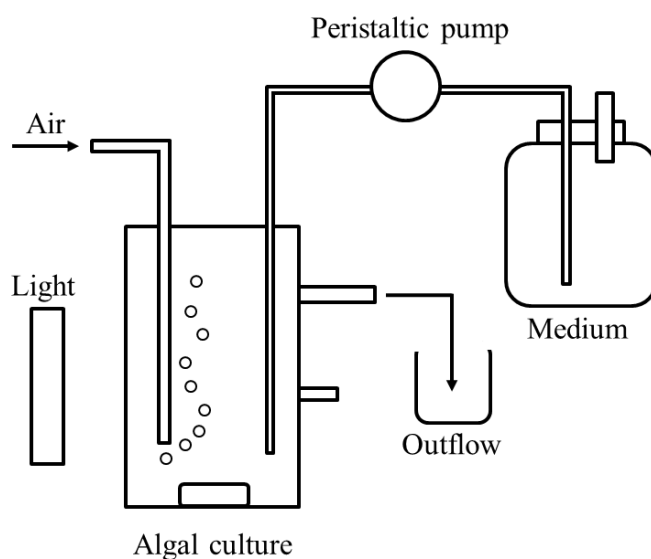 Peristaltic pump
Air
Light
Medium
Outflow
Algal culture